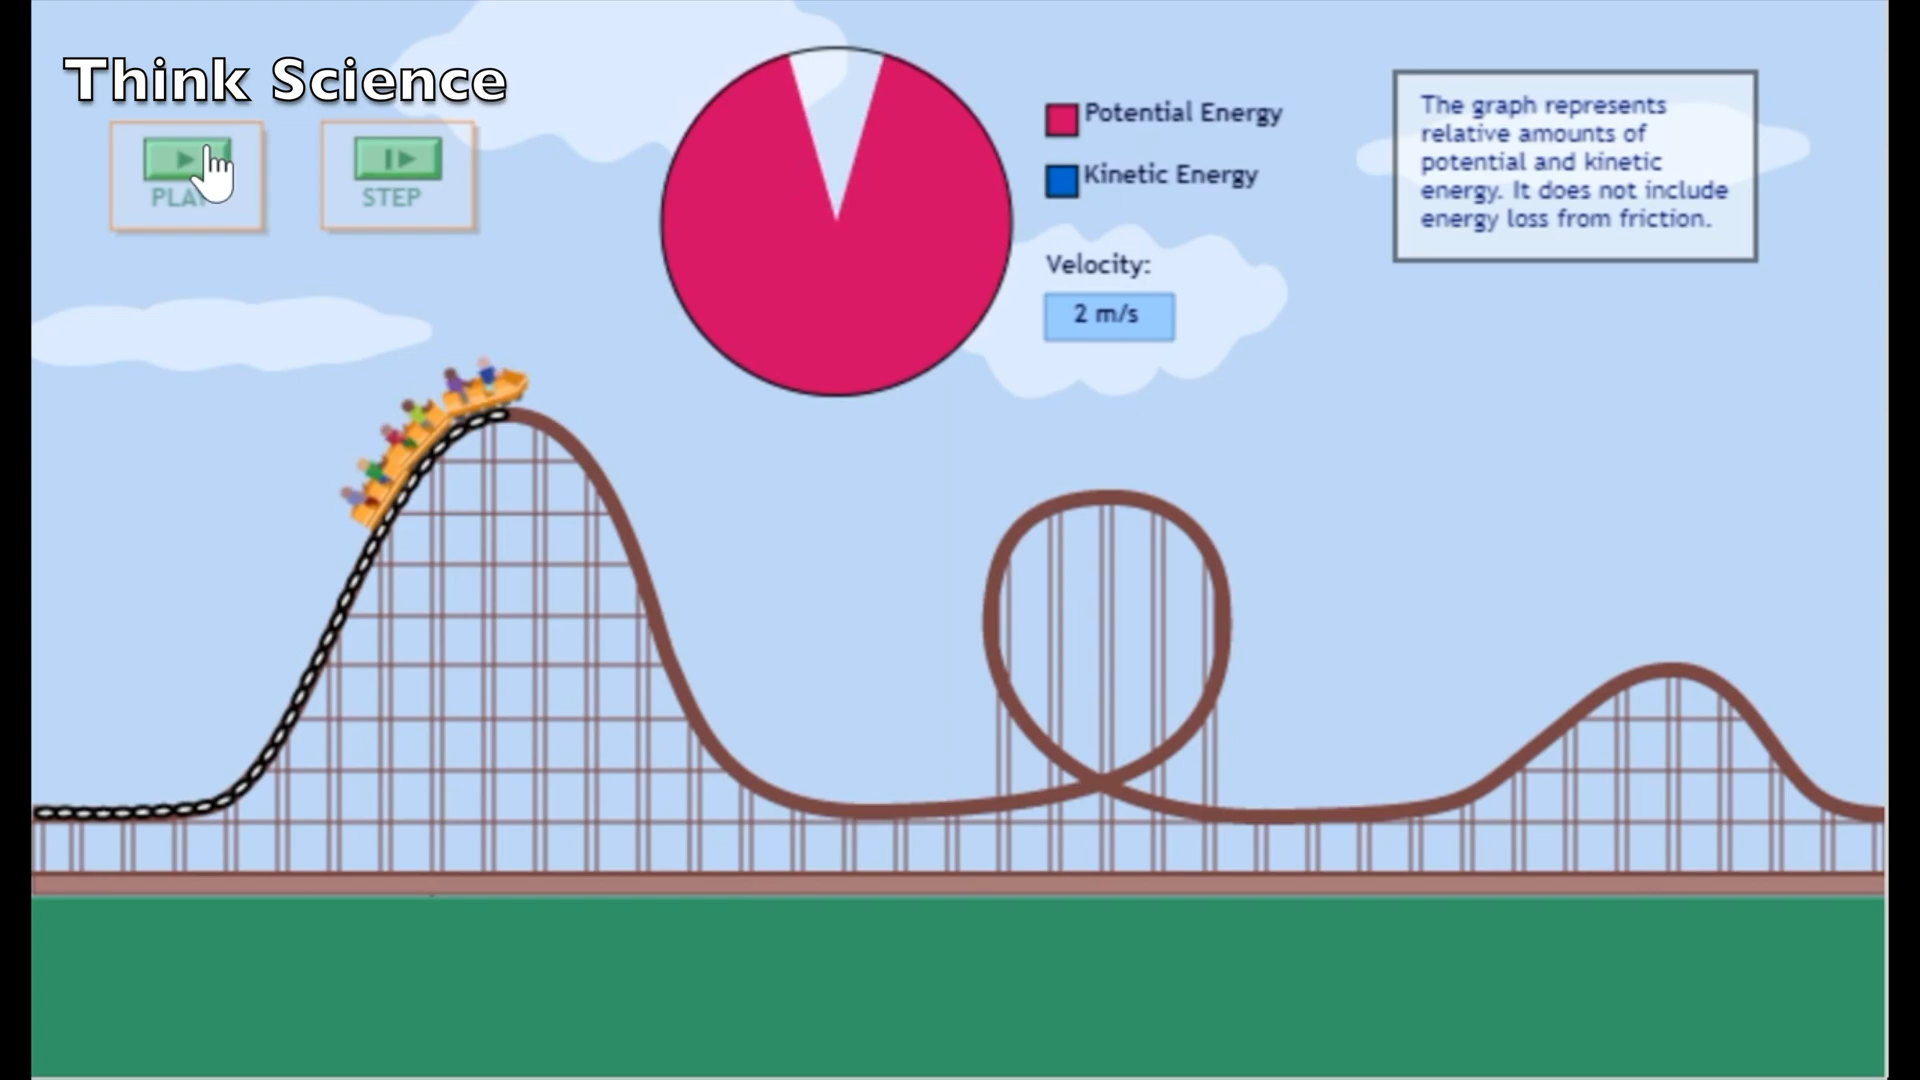 Think Science
PLAY
STEP
Potential Energy
Kinetic Energy
Velocity:
2 m/s
The graph represents
relative amounts of
potential and kinetic
energy. It does not include
energy loss from friction.